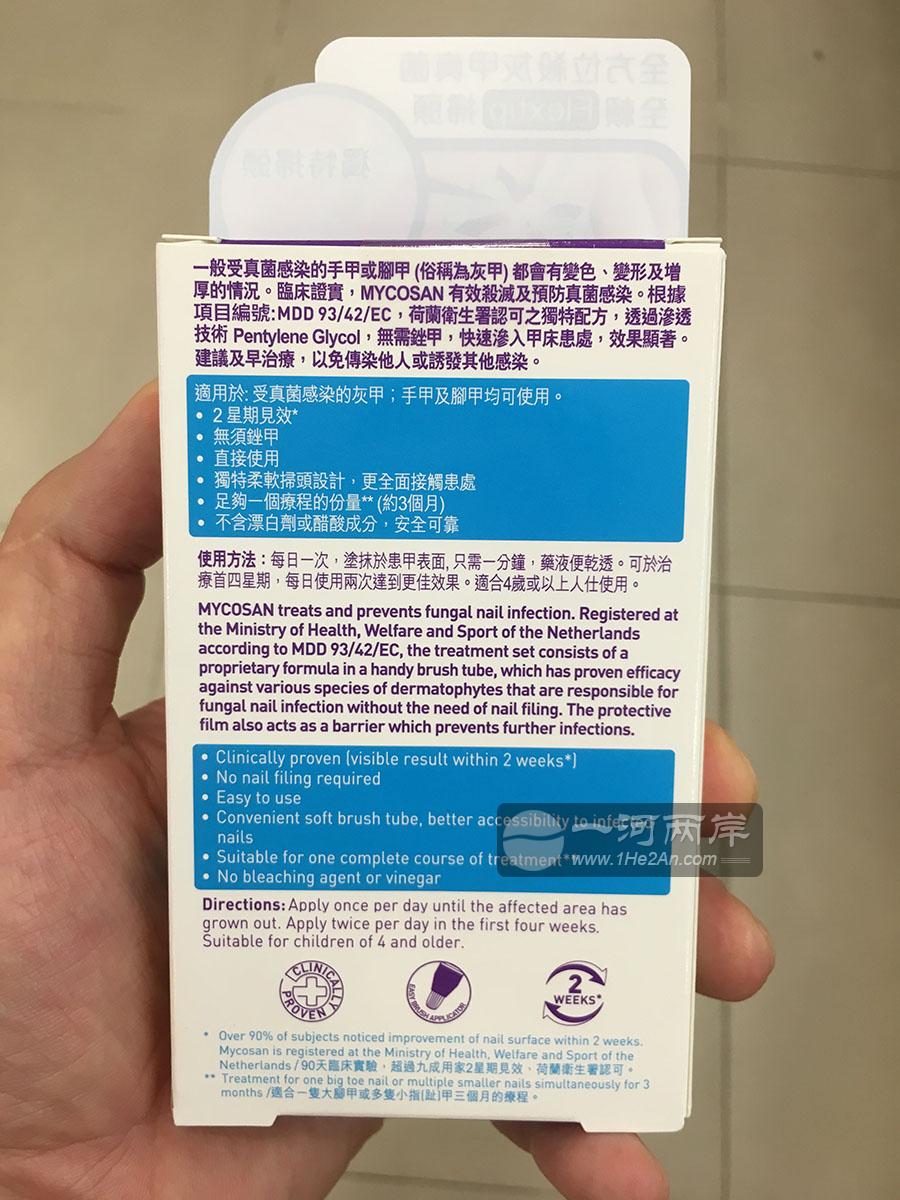 全方位殺灰甲真菌
全新 Flextip 掃頭
獨特掃頭
一般受真菌感染的手甲或腳甲 (俗稱為灰甲) 都會有變色、變形及增
厚的情況。臨床證實，MYCOSAN 有效殺滅及預防真菌感染。根據
項目編號:MDD 93/42/EC，荷蘭衛生署認可之獨特配方，透過滲透
技術 Pentylene Glycol，無需銼甲，快速滲入甲床患處，效果顯著。
建議及早治療，以免傳染他人或誘發其他感染。
適用於: 受真菌感染的灰甲；手甲及腳甲均可使用。
• 2 星期見效*
• 無須銼甲
• 直接使用
• 獨特柔軟掃頭設計，更全面接觸患處
• 足夠一個療程的份量** (約3個月)
• 不含漂白劑或醋酸成分，安全可靠
使用方法：每日一次，塗抹於患甲表面, 只需一分鐘，藥液便乾透。可於治
療首四星期，每日使用兩次達到更佳效果。適合4歲或以上人仕使用。
MYCOSAN treats and prevents fungal nail infection. Registered at
the Ministry of Health, Welfare and Sport of the Netherlands
according to MDD 93/42/EC, the treatment set consists of a
proprietary formula in a handy brush tube, which has proven efficacy
against various species of dermatophytes that are responsible for
fungal nail infection without the need of nail filing. The protective
film also acts as a barrier which prevents further infections.
• Clinically proven (visible result within 2 weeks*)
• No nail filing required
• Easy to use
• Convenient soft brush tube, better accessibility to infected
nails
• Suitable for one complete course of treatment**
• No bleaching agent or vinegar
一河两岸
www.1He2An.com
Directions: Apply once per day until the affected area has
grown out. Apply twice per day in the first four weeks.
Suitable for children of 4 and older.
CLINICALLY PROVEN
EASY BRUSH APPLICATOR
2 WEEKS*
* Over 90% of subjects noticed improvement of nail surface within 2 weeks.
Mycosan is registered at the Ministry of Health, Welfare and Sport of the
Netherlands / 90天臨床實驗，超過九成用家2星期見效、荷蘭衛生署認可。
** Treatment for one big toe nail or multiple smaller nails simultaneously for 3
months /適合一隻大腳甲或多隻小指(趾)甲三個月的療程。